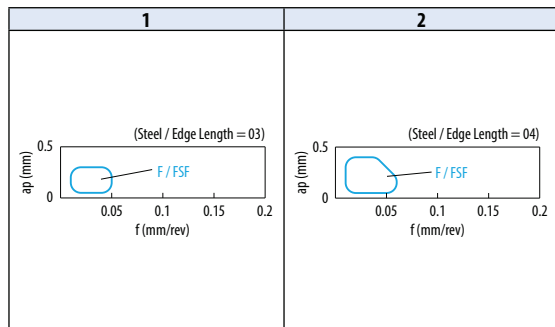 1
2
(Steel / Edge Length = 03)
0.5
ap (mm)
F / FSF
0
0.05
0.1
0.15
0.2
f (mm/rev)
(Steel / Edge Length = 04)
0.5
ap (mm)
F / FSF
0
0.05
0.1
0.15
0.2
f (mm/rev)